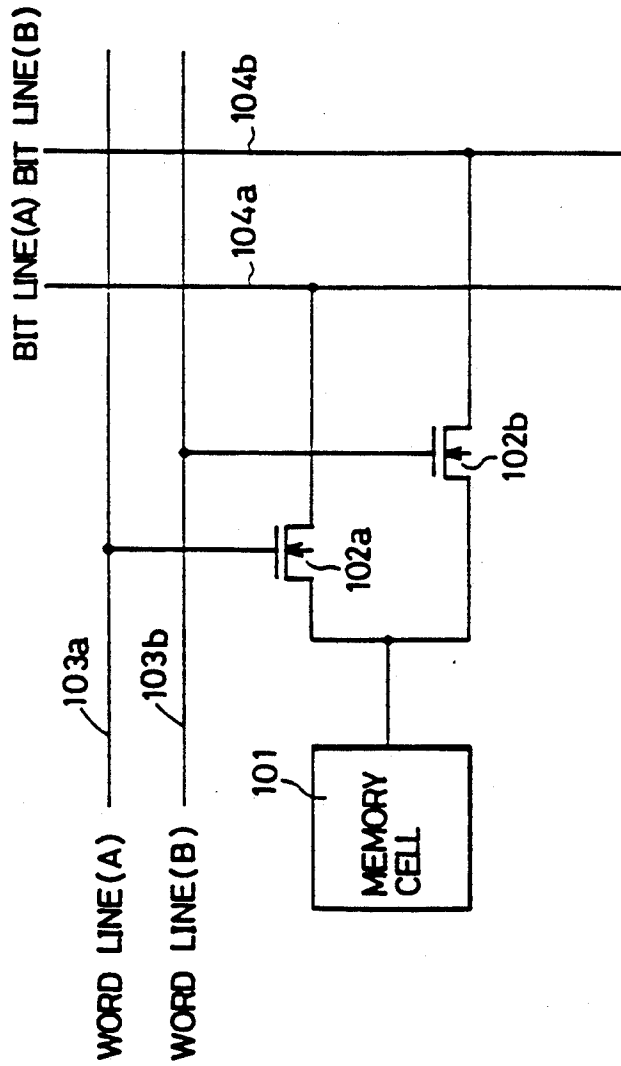 BIT LINE(A) BIT LINE(B)
WORD LINE(A)
103a
104a
104b
WORD LINE(B)
103b
102a
102b
101
MEMORY
CELL